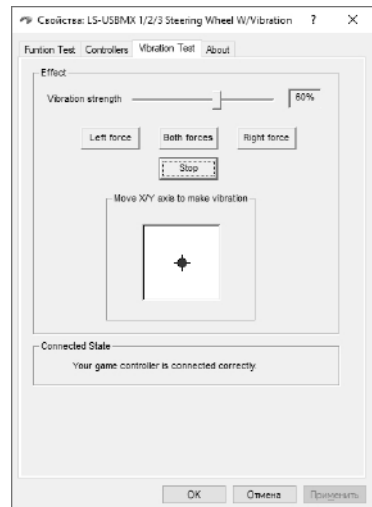 Свойства: LS-USBMX 1/2/3 Steering Wheel W/Vibration ? ×
Funtion Test Controllers Vibration Test About
Effect
Vibration strength 60%
Left force Both forces Right force
Stop
Move X/Y axis to make vibration
Connected State
Your game controller is connected correctly.
OK Отмена Применить